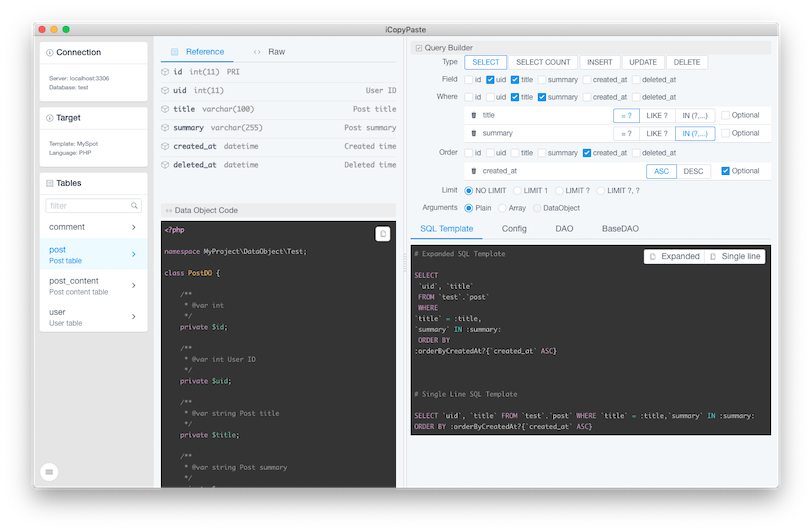 iCopyPaste
Connection
Server: localhost:3306
Database: test
Target
Template: MySpot
Language: PHP
Tables
filter
comment
post
Post table
post_content
Post content table
user
User table
Reference
Raw
id int(11) PRI
uid int(11) User ID
title varchar(100) Post title
summary varchar(255) Post summary
created_at datetime Created time
deleted_at datetime Deleted time
Data Object Code
<?php
namespace MyProject\DataObject\Test;
class PostDO {
/**
* @var int
*/
private $id;
/**
* @var int User ID
*/
private $uid;
/**
* @var string Post title
*/
private $title;
/**
* @var string Post summary
*/
Query Builder
Type SELECT SELECT COUNT INSERT UPDATE DELETE
Field id uid title summary created_at deleted_at
Where id uid title summary created_at deleted_at
title = ? LIKE ? IN (?,...) Optional
summary = ? LIKE ? IN (?,...) Optional
Order id uid title summary created_at deleted_at
created_at ASC DESC Optional
Limit NO LIMIT LIMIT 1 LIMIT ? LIMIT ?, ?
Arguments Plain Array DataObject
SQL Template Config DAO BaseDAO
# Expanded SQL Template
Expanded Single line
SELECT
`uid`, `title`
FROM `test`.`post`
WHERE
`title` = :title,
`summary` IN :summary:
ORDER BY
:orderByCreatedAt?{`created_at` ASC}
# Single Line SQL Template
SELECT `uid`, `title` FROM `test`.`post` WHERE `title` = :title,`summary` IN :summary:
ORDER BY :orderByCreatedAt?{`created_at` ASC}